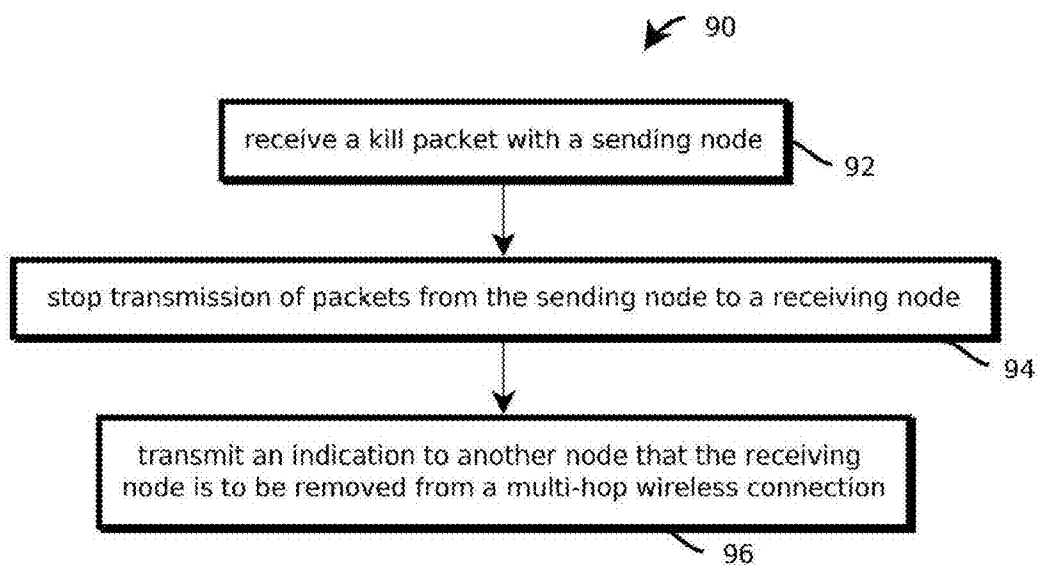 90
receive a kill packet with a sending node
92
stop transmission of packets from the sending node to a receiving node
94
transmit an indication to another node that the receiving
node is to be removed from a multi-hop wireless connection
96